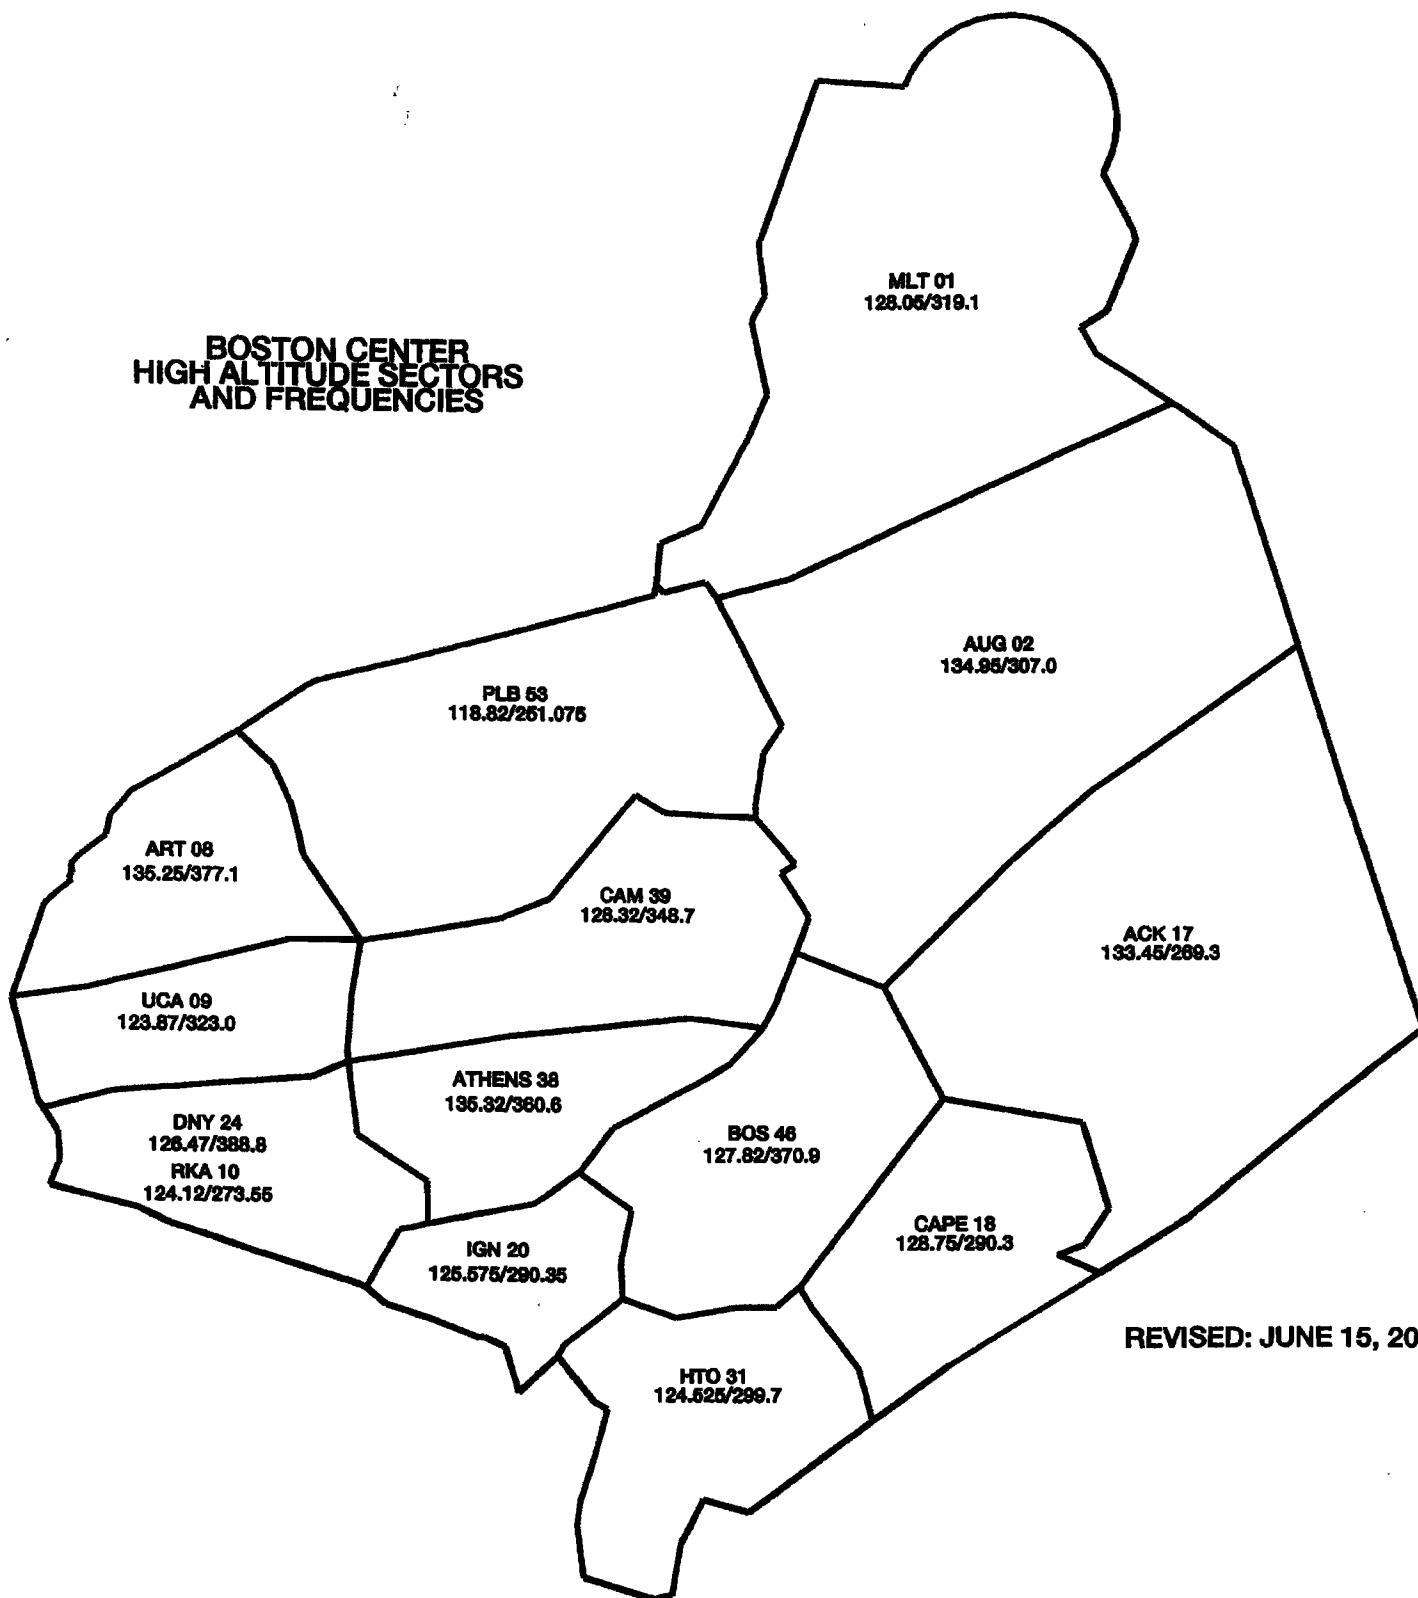 BOSTON CENTER
HIGH ALTITUDE SECTORS
AND FREQUENCIES
MLT 01
128.05/319.1
AUG 02
134.95/307.0
PLB 53
118.82/251.075
ART 08
135.25/377.1
CAM 39
128.32/348.7
ACK 17
133.45/269.3
UCA 09
123.87/323.0
ATHENS 38
135.32/360.6
DNY 24
126.47/388.8
RKA 10
124.12/273.55
BOS 46
127.82/370.9
CAPE 18
128.75/290.3
IGN 20
125.575/290.35
HTO 31
124.525/299.7
REVISED: JUNE 15, 20